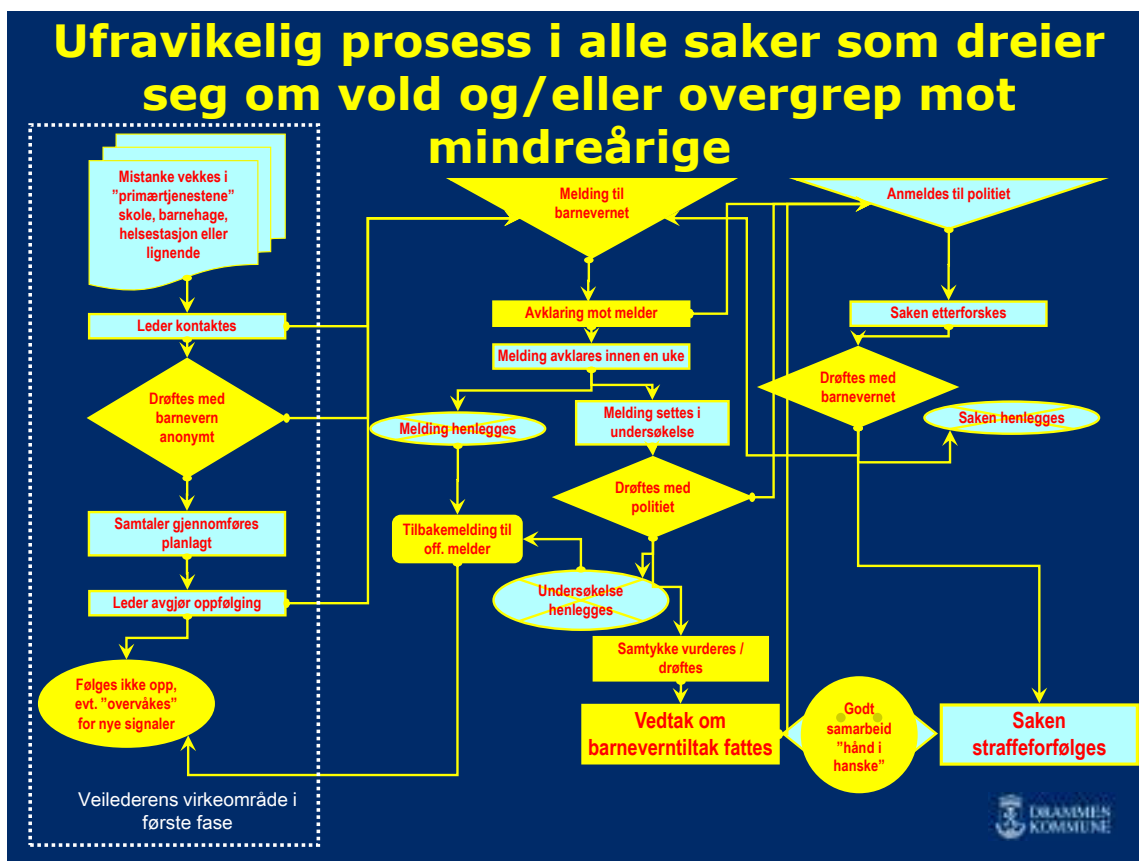 Ufravikelig prosess i alle saker som dreier
seg om vold og/eller overgrep mot
mindreårige
Mistanke vekkes i
”primærtjenestene”
skole, barnehage,
helsestasjon eller
lignende
Leder kontaktes
Drøftes med
barnevern
anonymt
Samtaler gjennomføres
planlagt
Leder avgjør oppfølging
Følges ikke opp,
evt. ”overvåkes”
for nye signaler
Veilederens virkeområde i
første fase
Melding til
barnevernet
Avklaring mot melder
Melding avklares innen en uke
Melding henlegges
Melding settes i
undersøkelse
Drøftes med
politiet
Tilbakemelding til
off. melder
Undersøkelse
henlegges
Samtykke vurderes /
drøftes
Vedtak om
barneverntiltak fattes
Anmeldes til politiet
Saken etterforskes
Drøftes med
barnevernet
Saken henlegges
Godt
samarbeid
”hånd i
hanske”
Saken
straffeforfølges
DRAMMEN
KOMMUNE